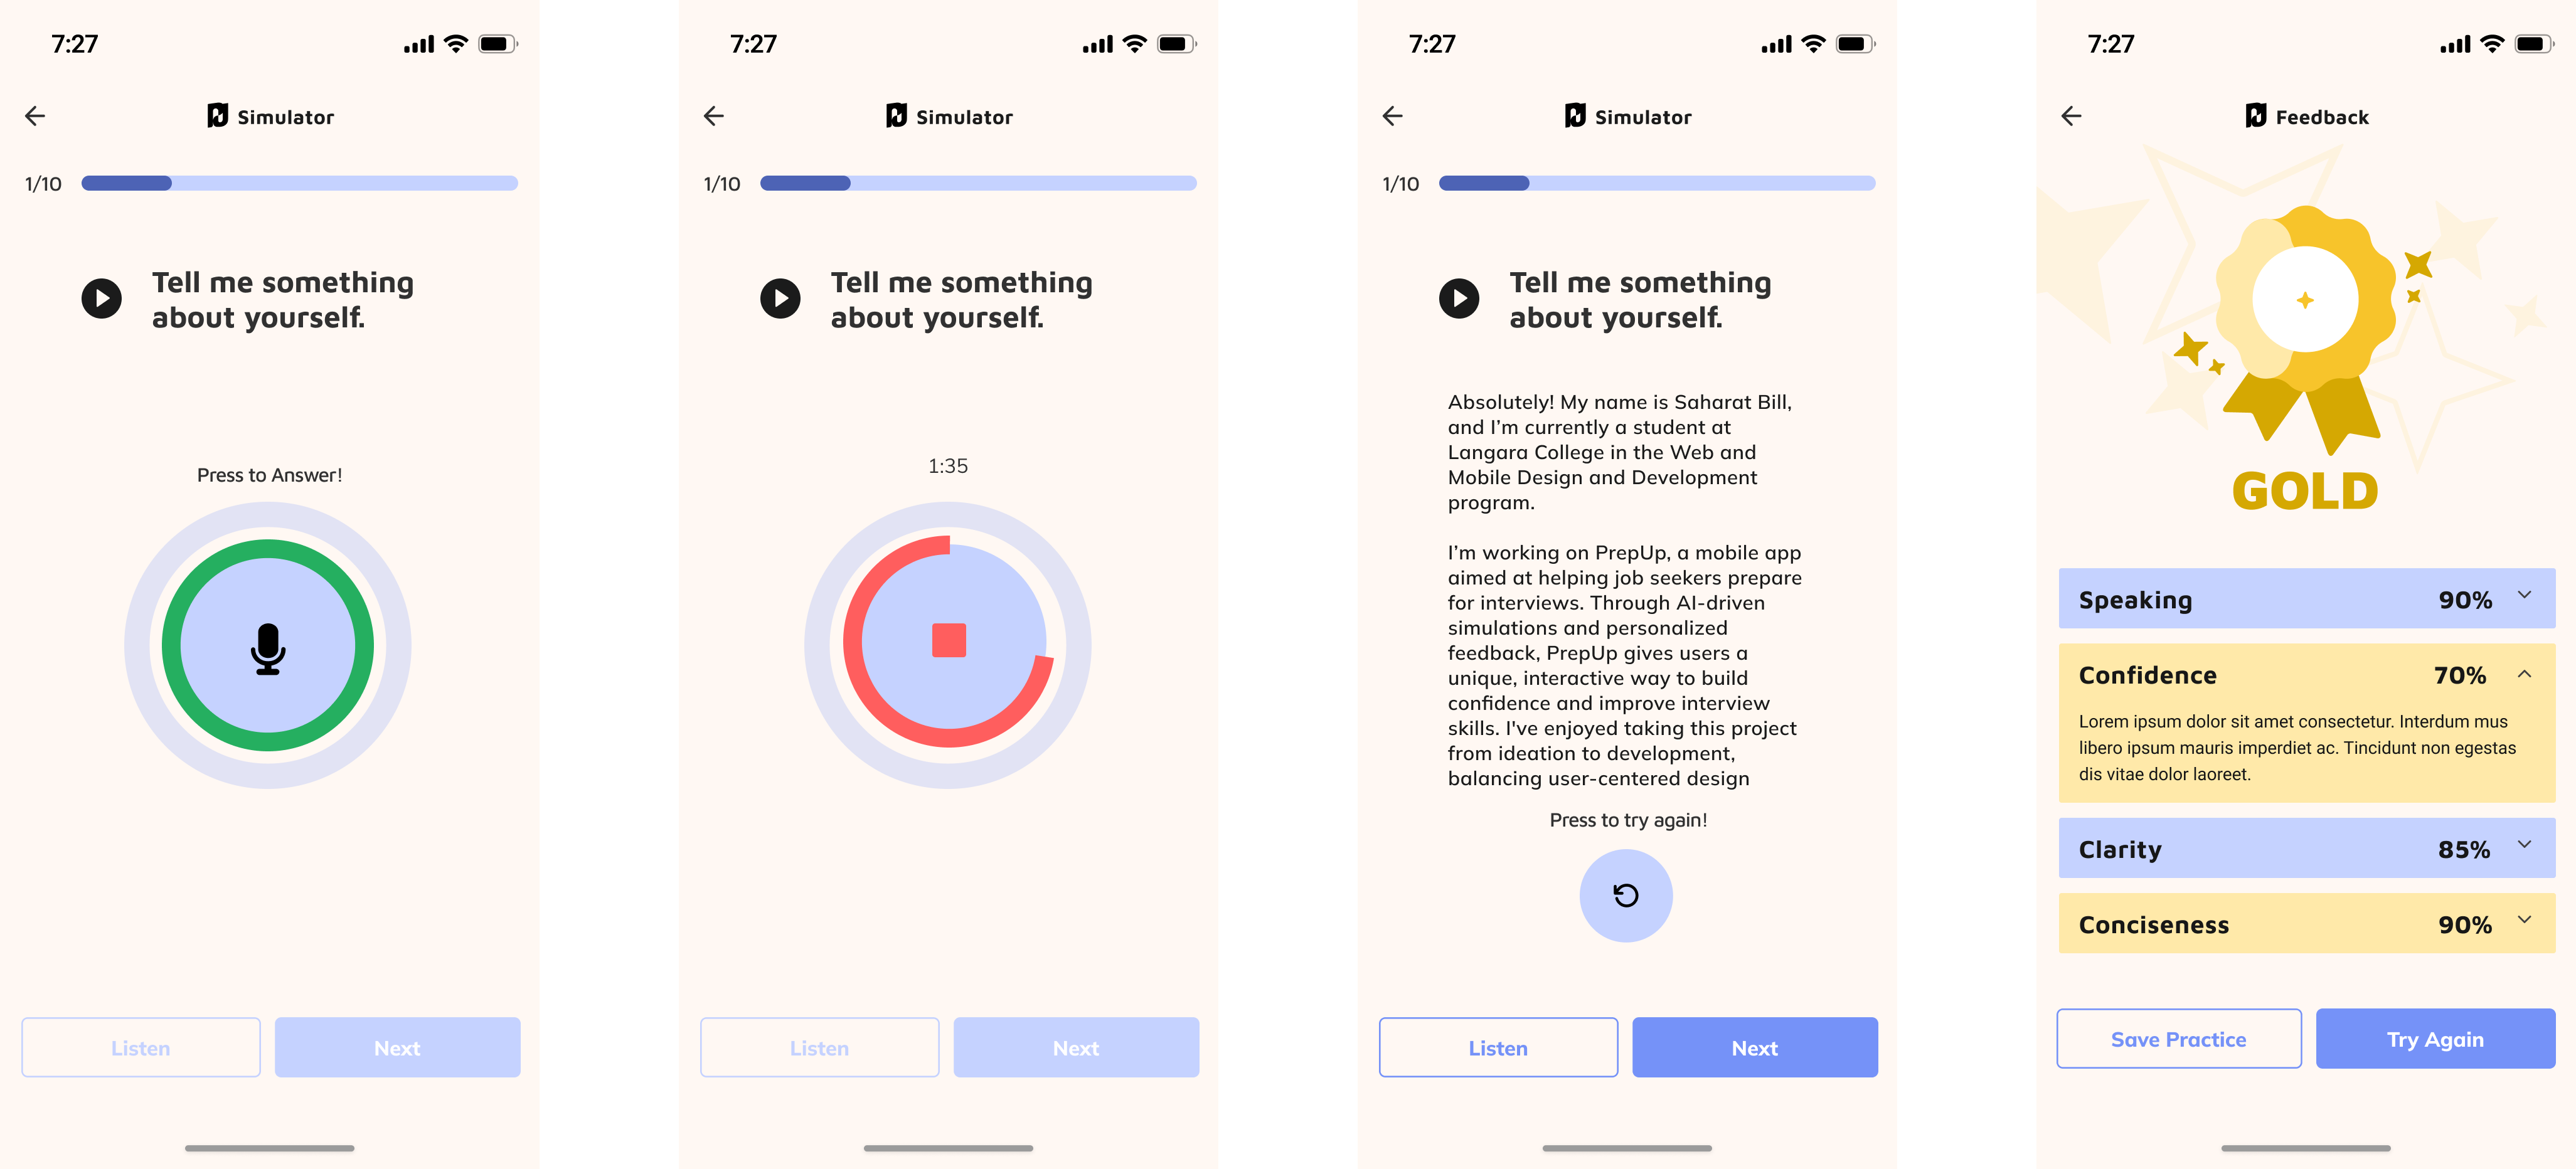 7:27
Simulator
1/10
Tell me something
about yourself.
Press to Answer!
Listen
Next
7:27
Simulator
1/10
Tell me something
about yourself.
1:35
Listen
Next
7:27
Simulator
1/10
Tell me something
about yourself.
Absolutely! My name is Saharat Bill,
and I’m currently a student at
Langara College in the Web and
Mobile Design and Development
program.
I’m working on PrepUp, a mobile app
aimed at helping job seekers prepare
for interviews. Through AI-driven
simulations and personalized
feedback, PrepUp gives users a
unique, interactive way to build
confidence and improve interview
skills. I've enjoyed taking this project
from ideation to development,
balancing user-centered design
Press to try again!
Listen
Next
7:27
Feedback
GOLD
Speaking 90%
Confidence 70%
Lorem ipsum dolor sit amet consectetur. Interdum mus
libero ipsum mauris imperdiet ac. Tincidunt non egestas
dis vitae dolor laoreet.
Clarity 85%
Conciseness 90%
Save Practice
Try Again